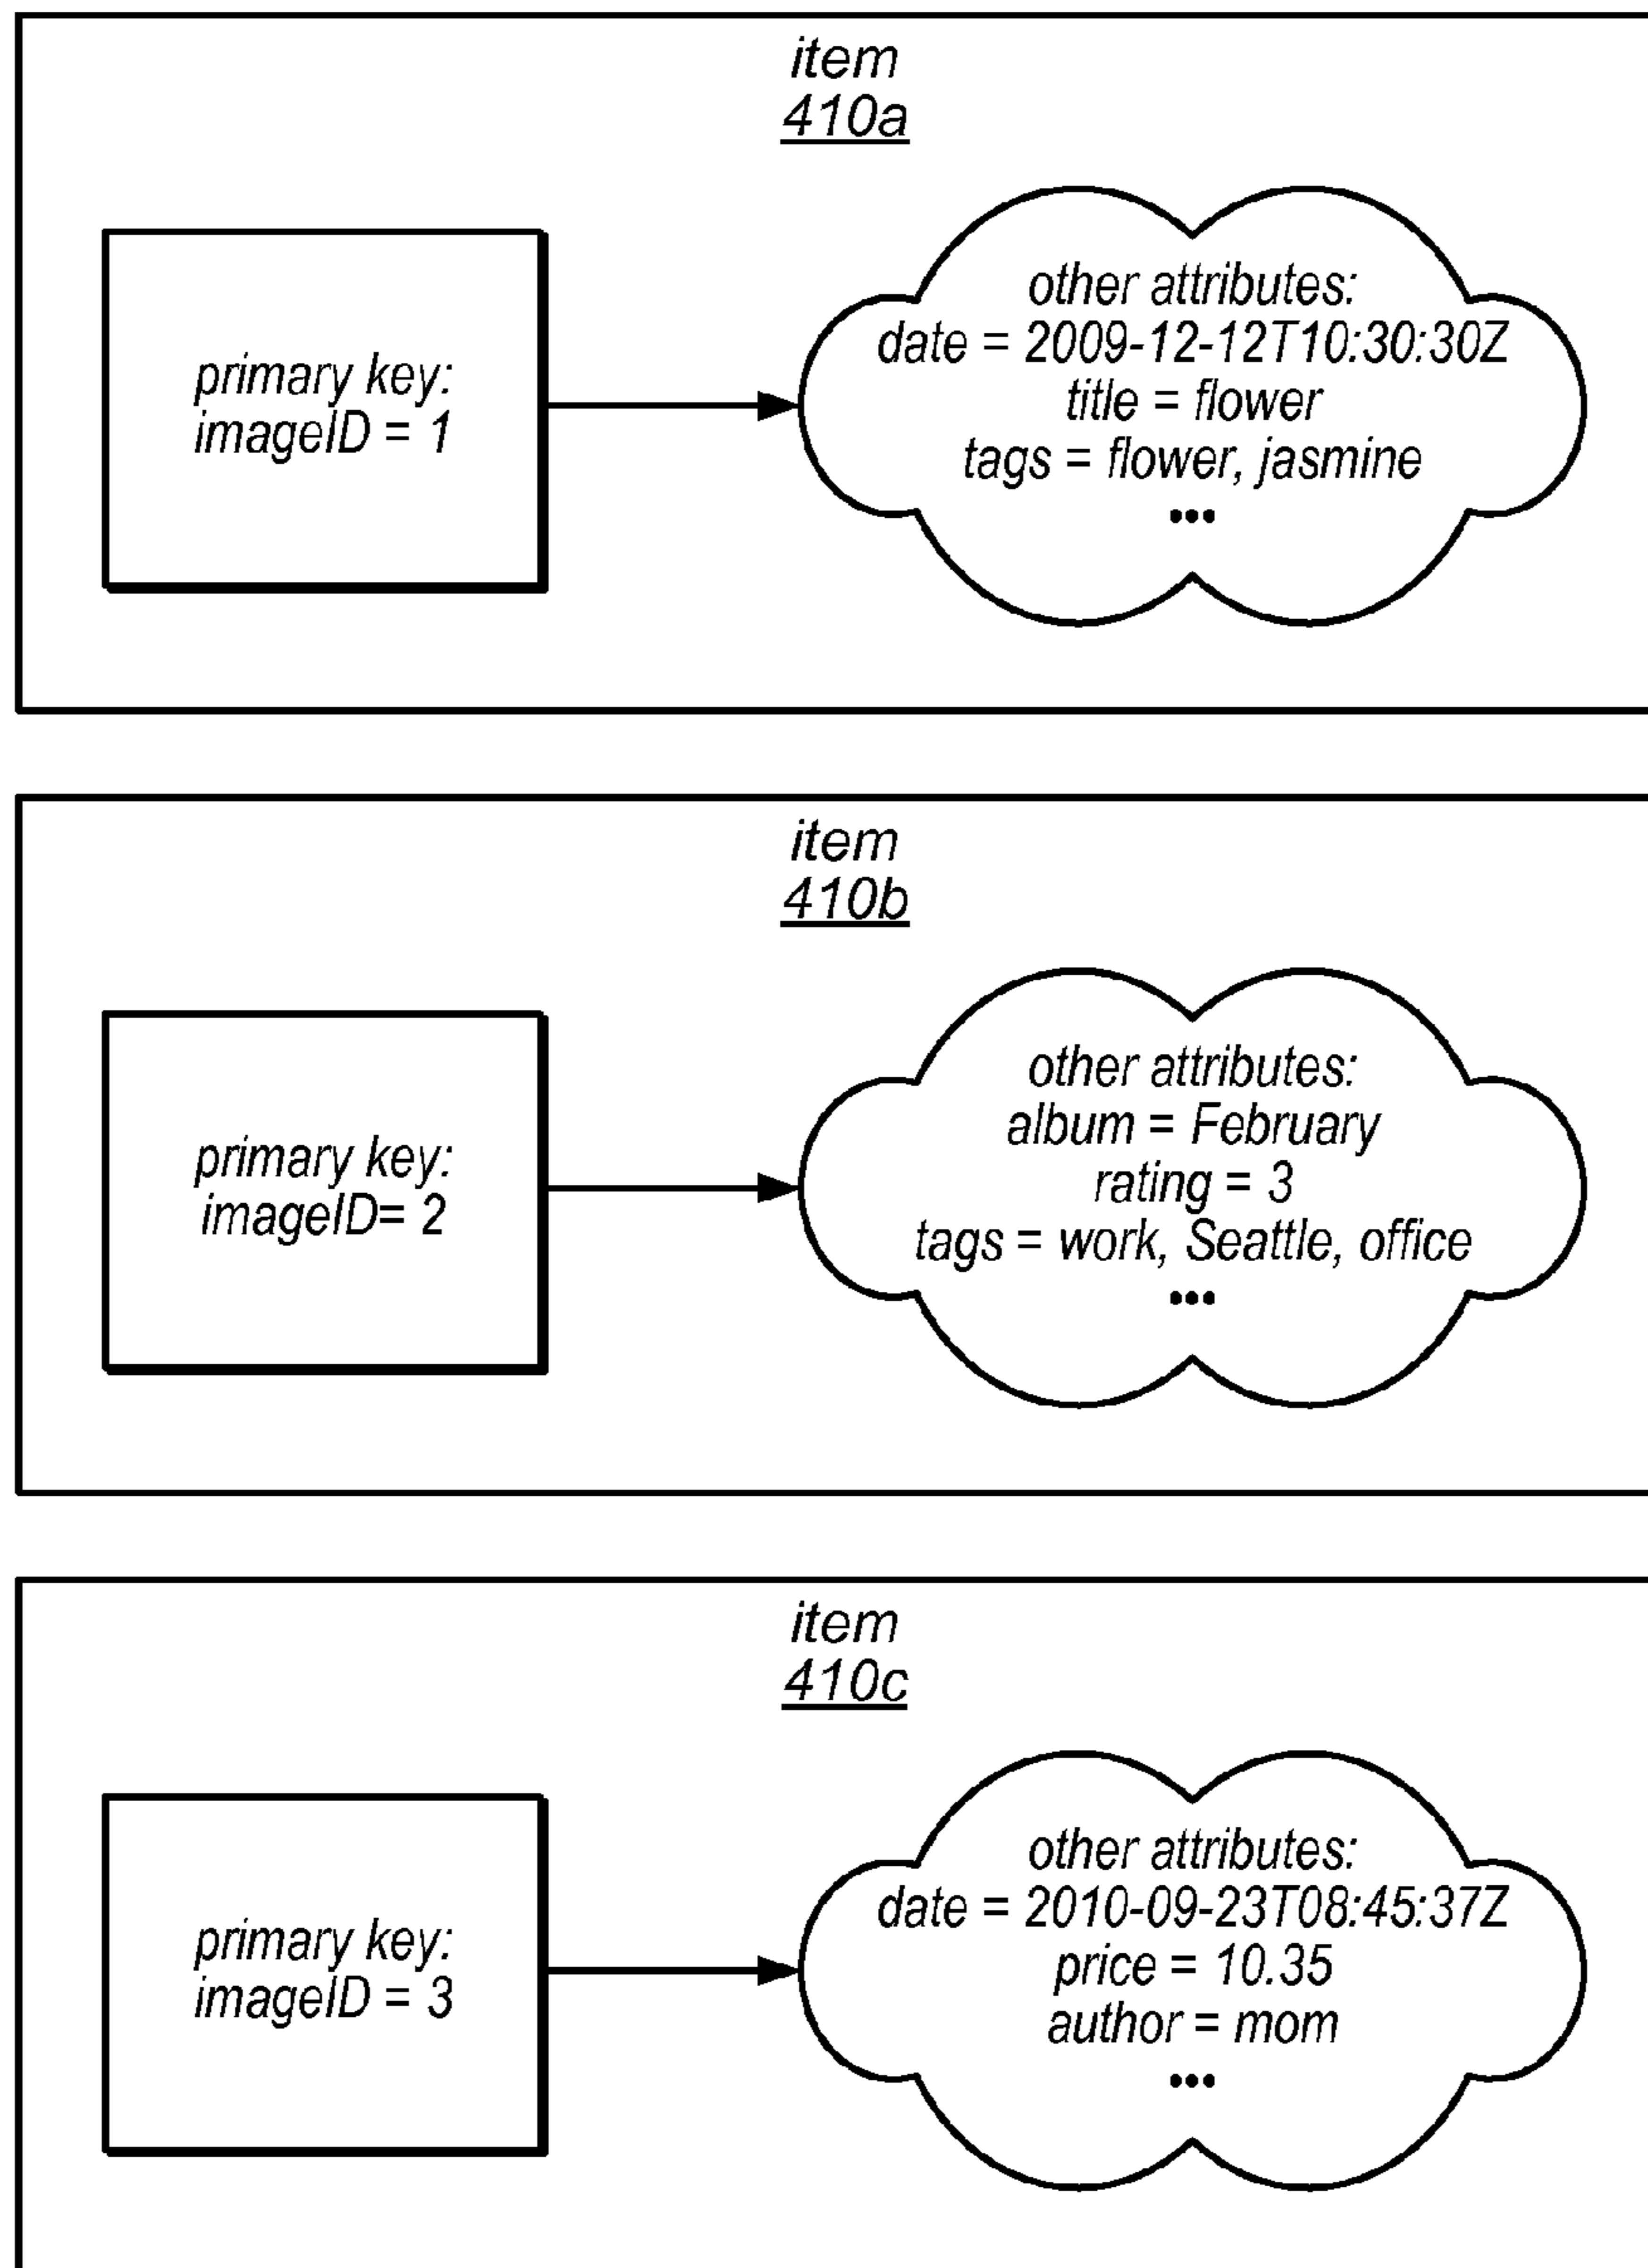 item
410a
primary key:
imageID = 1
other attributes:
date = 2009-12-12T10:30:30Z
title = flower
tags = flower, jasmine
•••
item
410b
primary key:
imageID= 2
other attributes:
album = February
rating = 3
tags = work, Seattle, office
•••
item
410c
primary key:
imageID = 3
other attributes:
date = 2010-09-23T08:45:37Z
price = 10.35
author = mom
•••